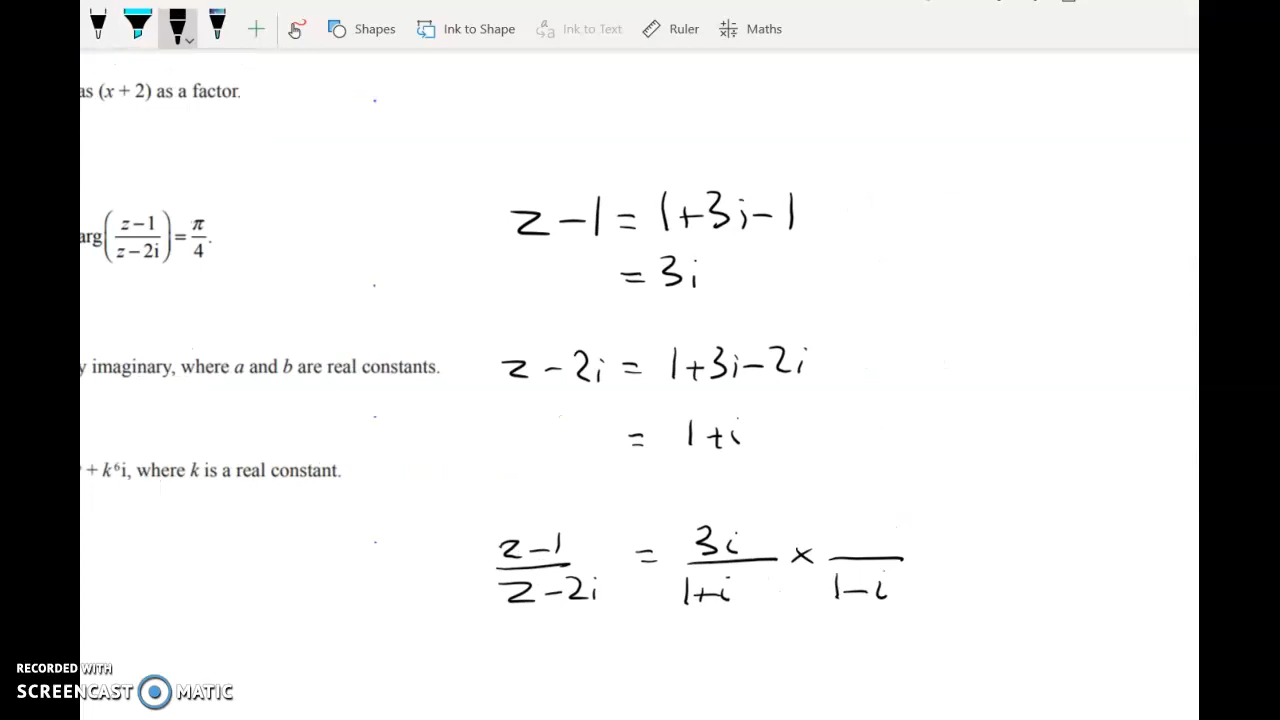 Shapes Ink to Shape Ink to Text Ruler Maths
as (x + 2) as a factor.
arg((z−1)/(z−2i)) = π/4.
z − 1 = 1+3i−1
= 3i
y imaginary, where a and b are real constants.
z − 2i = 1+3i−2i
= 1+i
+ k⁶i, where k is a real constant.
(z−1)/(z−2i) = 3i/(1+i) × /(1−i)
RECORDED WITH
SCREENCAST MATIC